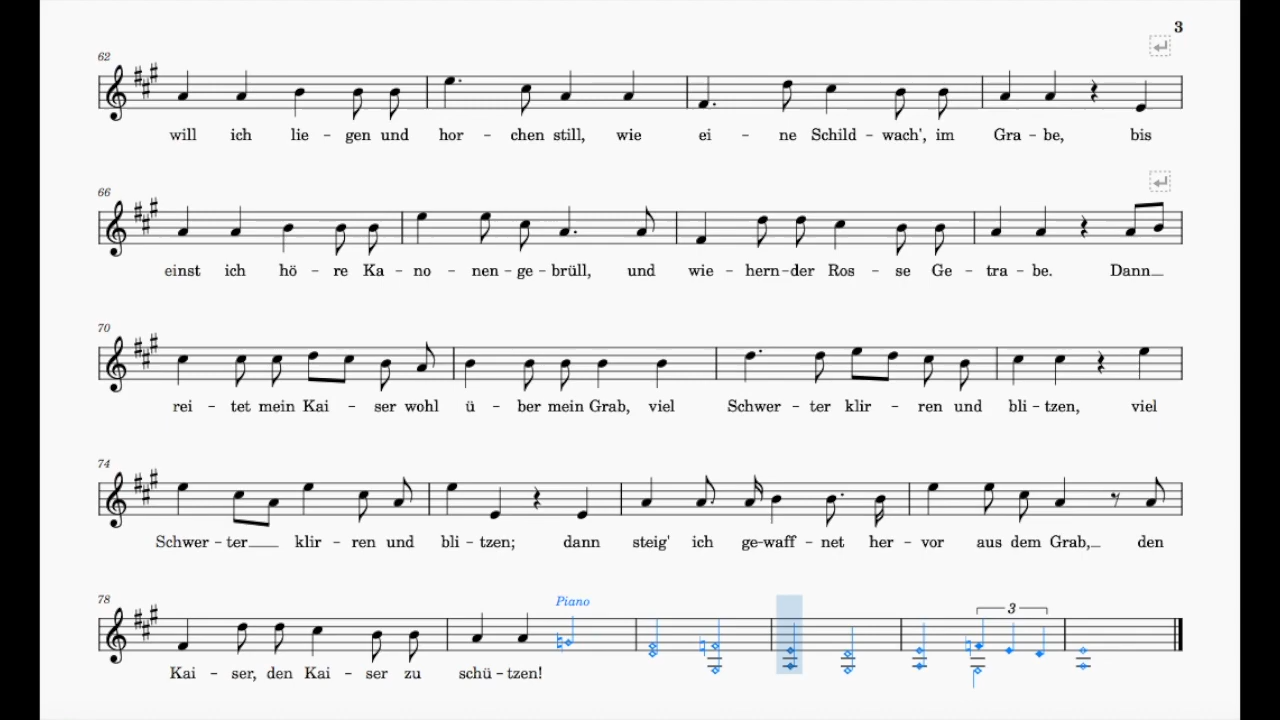 3
62
will ich lie - gen und hor - chen still, wie ei - ne Schild - wach', im Gra - be, bis
66
einst ich hö - re Ka - no - nen - ge - brüll, und wie - hern - der Ros - se Ge - tra - be. Dann
70
rei - tet mein Kai - ser wohl ü - ber mein Grab, viel Schwer - ter klir - ren und bli - tzen, viel
74
Schwer - ter klir - ren und bli - tzen; dann steig' ich ge - waff - net her - vor aus dem Grab, den
78
Piano
3
Kai - ser, den Kai - ser zu schü - tzen!